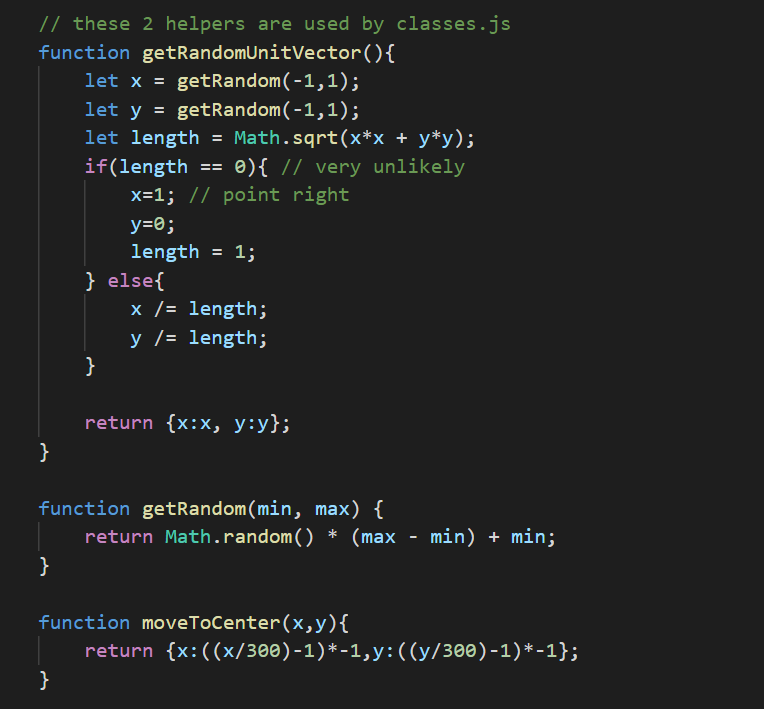 // these 2 helpers are used by classes.js
function getRandomUnitVector(){
    let x = getRandom(-1,1);
    let y = getRandom(-1,1);
    let length = Math.sqrt(x*x + y*y);
    if(length == 0){ // very unlikely
        x=1; // point right
        y=0;
        length = 1;
    } else{
        x /= length;
        y /= length;
    }

    return {x:x, y:y};
}

function getRandom(min, max) {
    return Math.random() * (max - min) + min;
}

function moveToCenter(x,y){
    return {x:((x/300)-1)*-1,y:((y/300)-1)*-1};
}